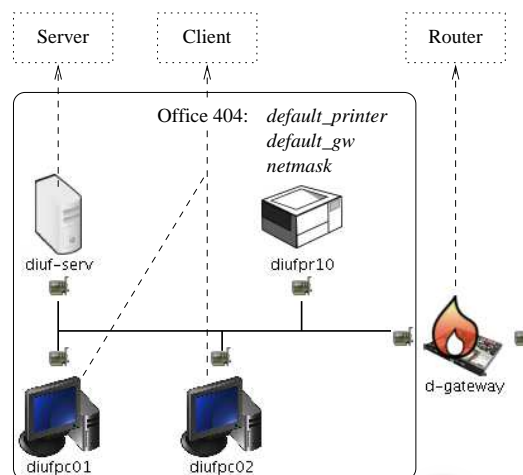 Server Client Router
Office 404: default_printer
default_gw
netmask
diuf-serv diufpr10
d-gateway
diufpc01 diufpc02